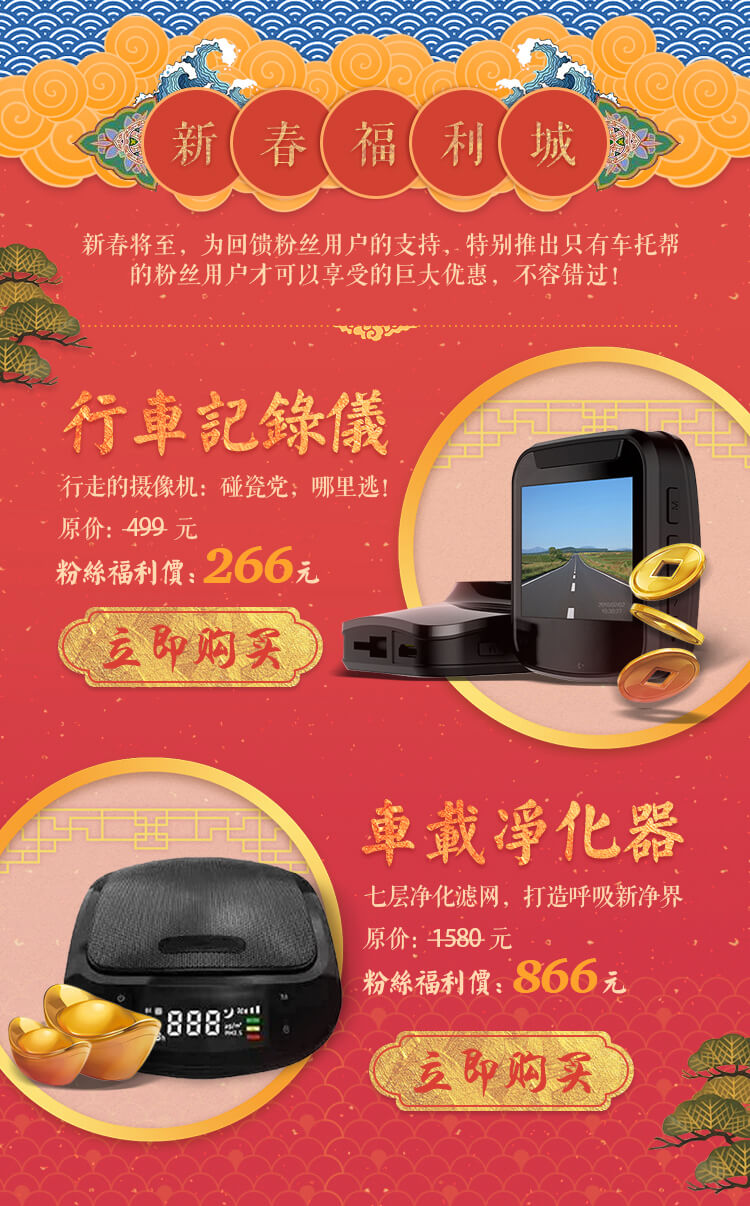 新春福利城
新春将至，为回馈粉丝用户的支持，特别推出只有车托帮
的粉丝用户才可以享受的巨大优惠，不容错过！
行車記錄儀
行走的摄像机：碰瓷党，哪里逃！
原价：499 元
粉絲福利價：266元
立即购买
M
車載凈化器
七层净化滤网，打造呼吸新净界
原价：1580 元
粉絲福利價：866元
888
PM2.5
立即购买